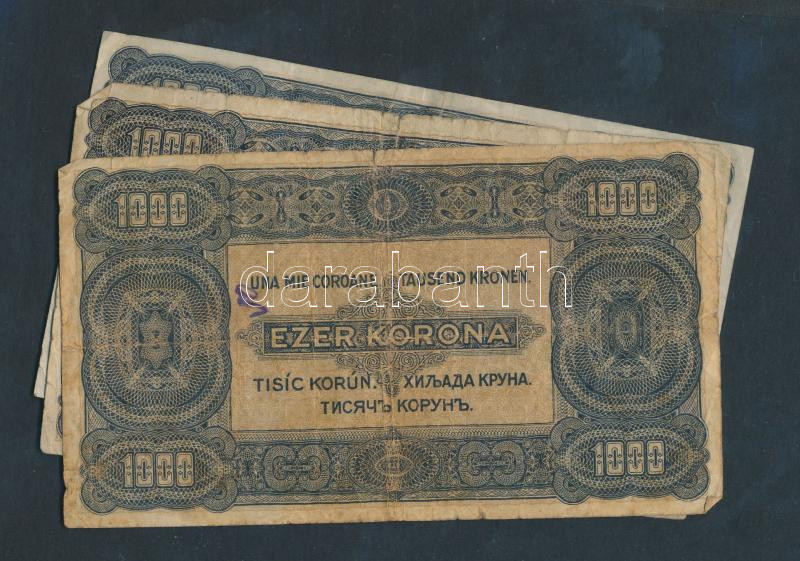 1000
1000
1000 1000
UNA MIE COROANE. TAUSEND KRONEN.
darabanth
EZER KORONA
TISÍC KORÚN. ХИЉАДА КРУНА.
ТИСЯЧЪ КОРУНЪ.
1000 1000